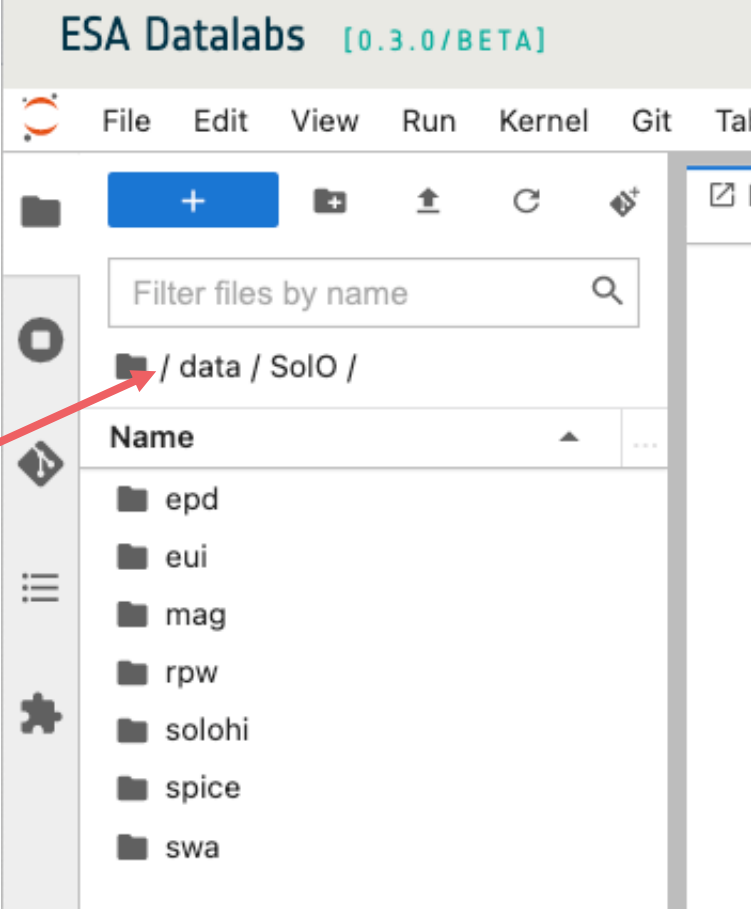 ESA Datalabs [0.3.0/BETA]
File Edit View Run Kernel Git
+
Filter files by name
/ data / SolO /
Name ...
epd
eui
mag
rpw
solohi
spice
swa